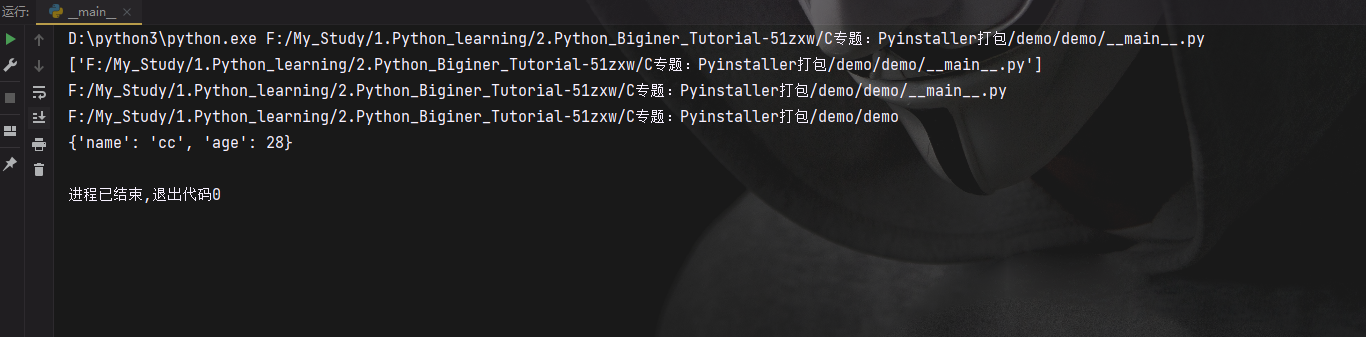 运行:
__main__
D:\python3\python.exe F:/My_Study/1.Python_learning/2.Python_Biginer_Tutorial-51zxw/C专题：Pyinstaller打包/demo/demo/__main__.py
['F:/My_Study/1.Python_learning/2.Python_Biginer_Tutorial-51zxw/C专题：Pyinstaller打包/demo/demo/__main__.py']
F:/My_Study/1.Python_learning/2.Python_Biginer_Tutorial-51zxw/C专题：Pyinstaller打包/demo/demo/__main__.py
F:/My_Study/1.Python_learning/2.Python_Biginer_Tutorial-51zxw/C专题：Pyinstaller打包/demo/demo
{'name': 'cc', 'age': 28}
进程已结束,退出代码0